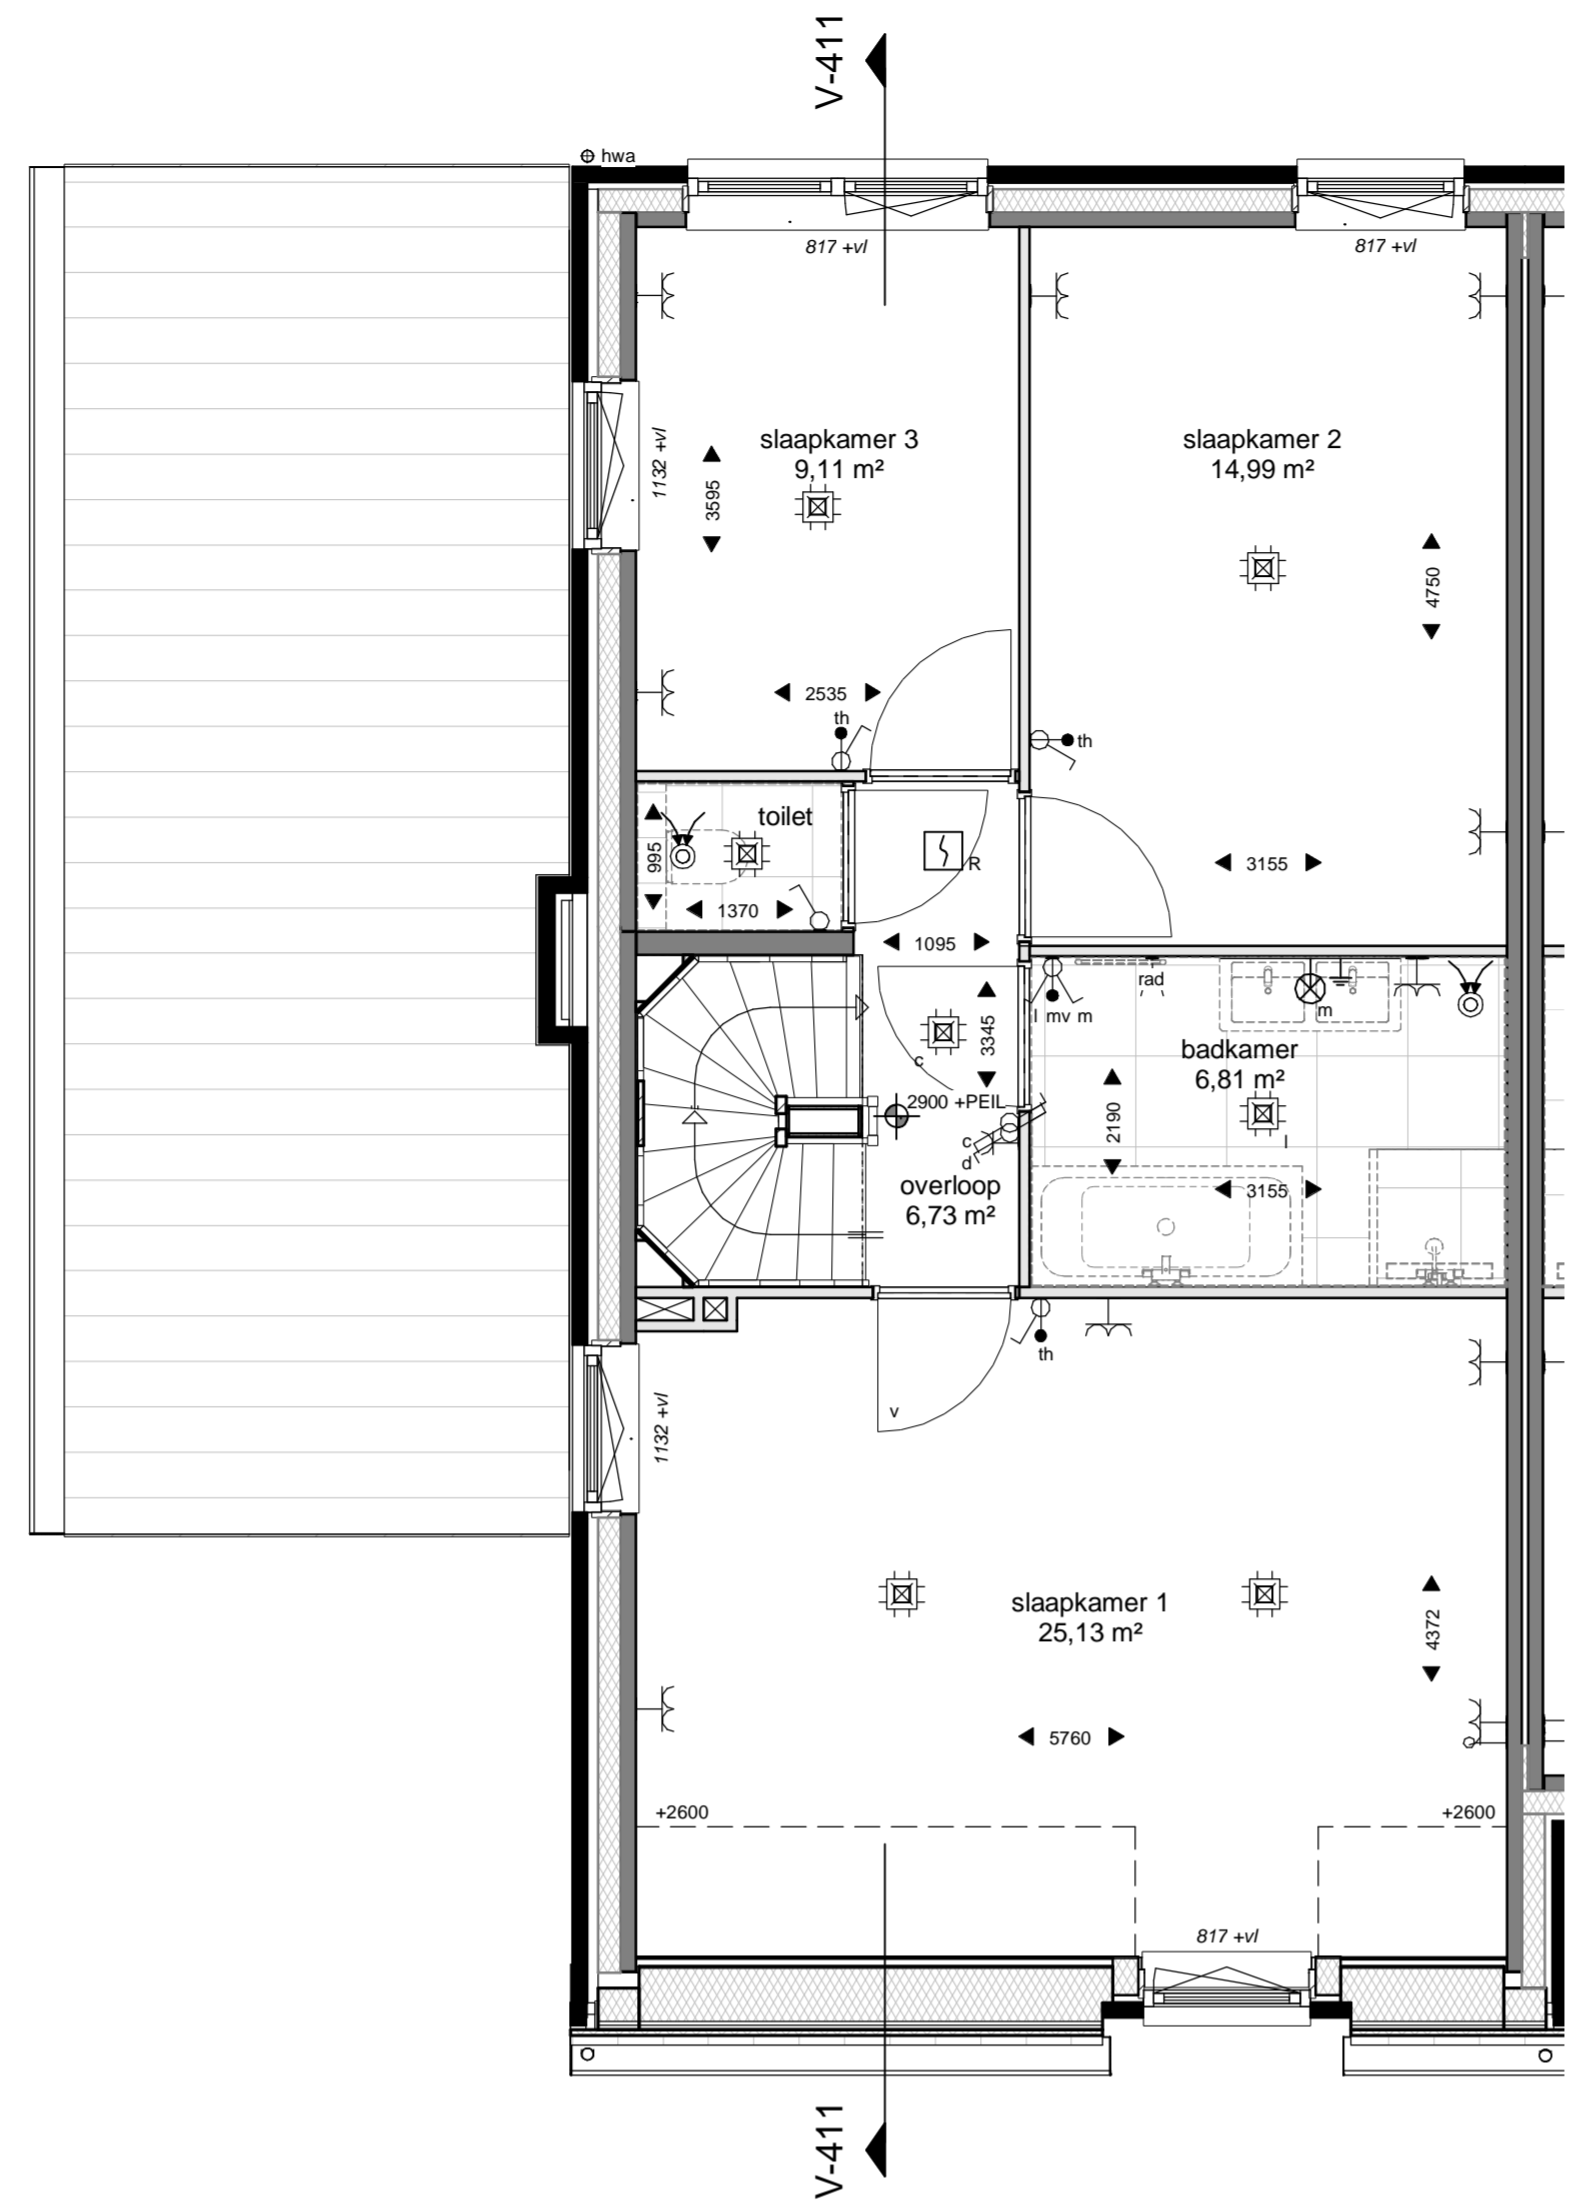 V-411
hwa
817 +vl
817 +vl
1132 +vl
slaapkamer 3
9,11 m²
3595
slaapkamer 2
14,99 m²
4750
2535
th
th
toilet
995
1370
R
3155
1095
3345
c
2900 +PEIL
c
d
overloop
6,73 m²
l mv m
rad
m
badkamer
6,81 m²
2190
l
3155
th
v
1132 +vl
slaapkamer 1
25,13 m²
4372
5760
+2600
+2600
817 +vl
V-411